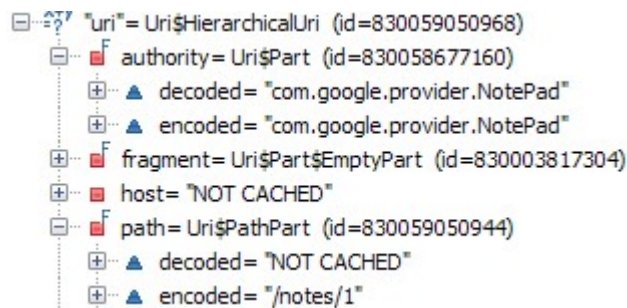 "uri"= Uri$HierarchicalUri (id=830059050968)
authority= Uri$Part (id=830058677160)
decoded= "com.google.provider.NotePad"
encoded= "com.google.provider.NotePad"
fragment= Uri$Part$EmptyPart (id=830003817304)
host= "NOT CACHED"
path= Uri$PathPart (id=830059050944)
decoded= "NOT CACHED"
encoded= "/notes/1"